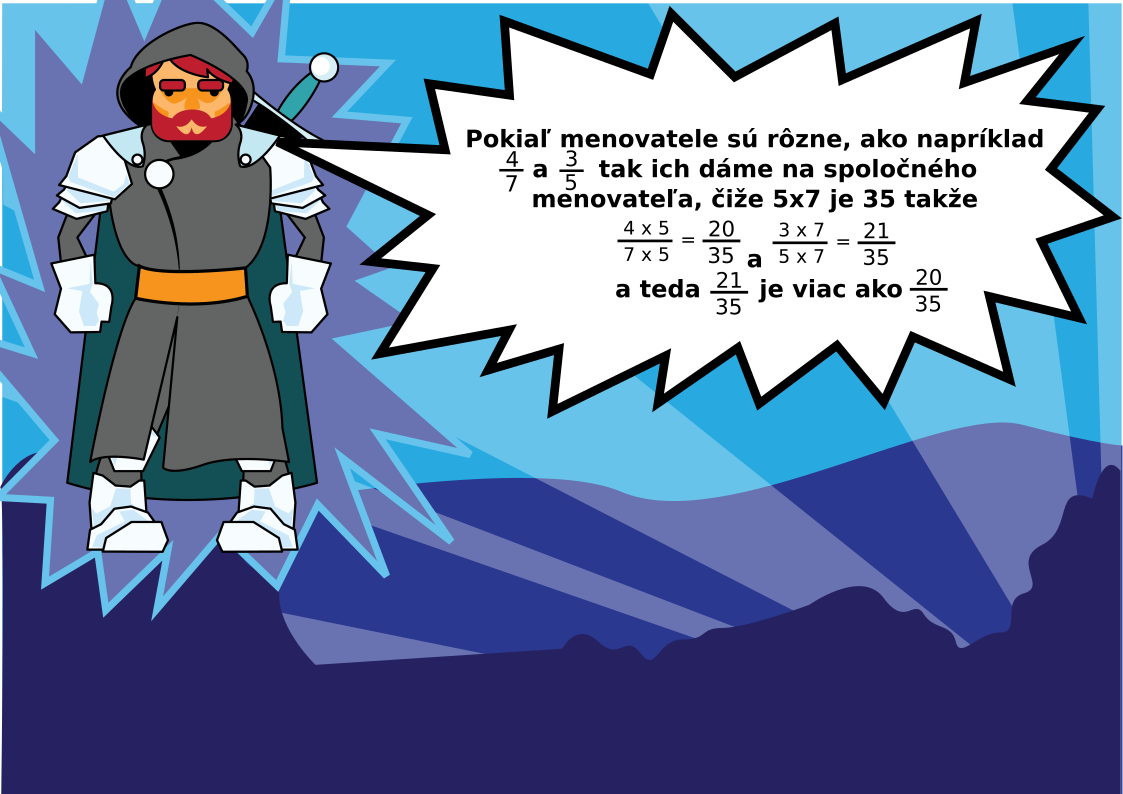 Pokiaľ menovatele sú rôzne, ako napríklad
4/7 a 3/5 tak ich dáme na spoločného
menovateľa, čiže 5x7 je 35 takže
4 x 5/7 x 5 = 20/35 a 3 x 7/5 x 7 = 21/35
a teda 21/35 je viac ako 20/35